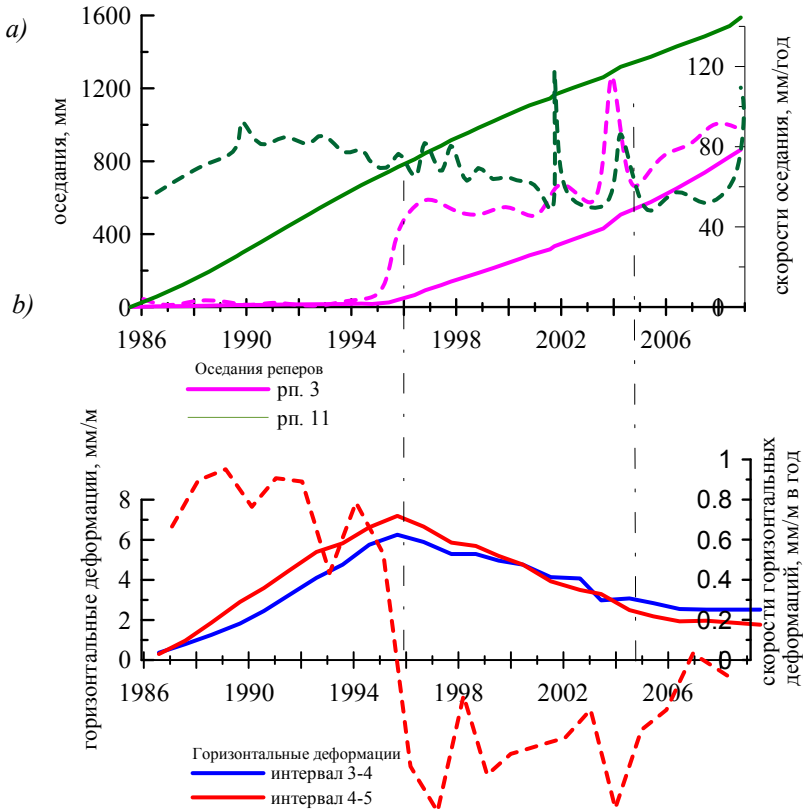 а)
1600
1200
800
400
0
оседания, мм
120
80
40
0
скорости оседания, мм/год
1986
1990
1994
1998
2002
2006
b)
Оседания реперов
рп. 3
рп. 11
8
6
4
2
0
горизонтальные деформации, мм/м
1
0.8
0.6
0.4
0.2
0
скорости горизонтальных
деформаций, мм/м в год
1986
1990
1994
1998
2002
2006
Горизонтальные деформации
интервал 3-4
интервал 4-5